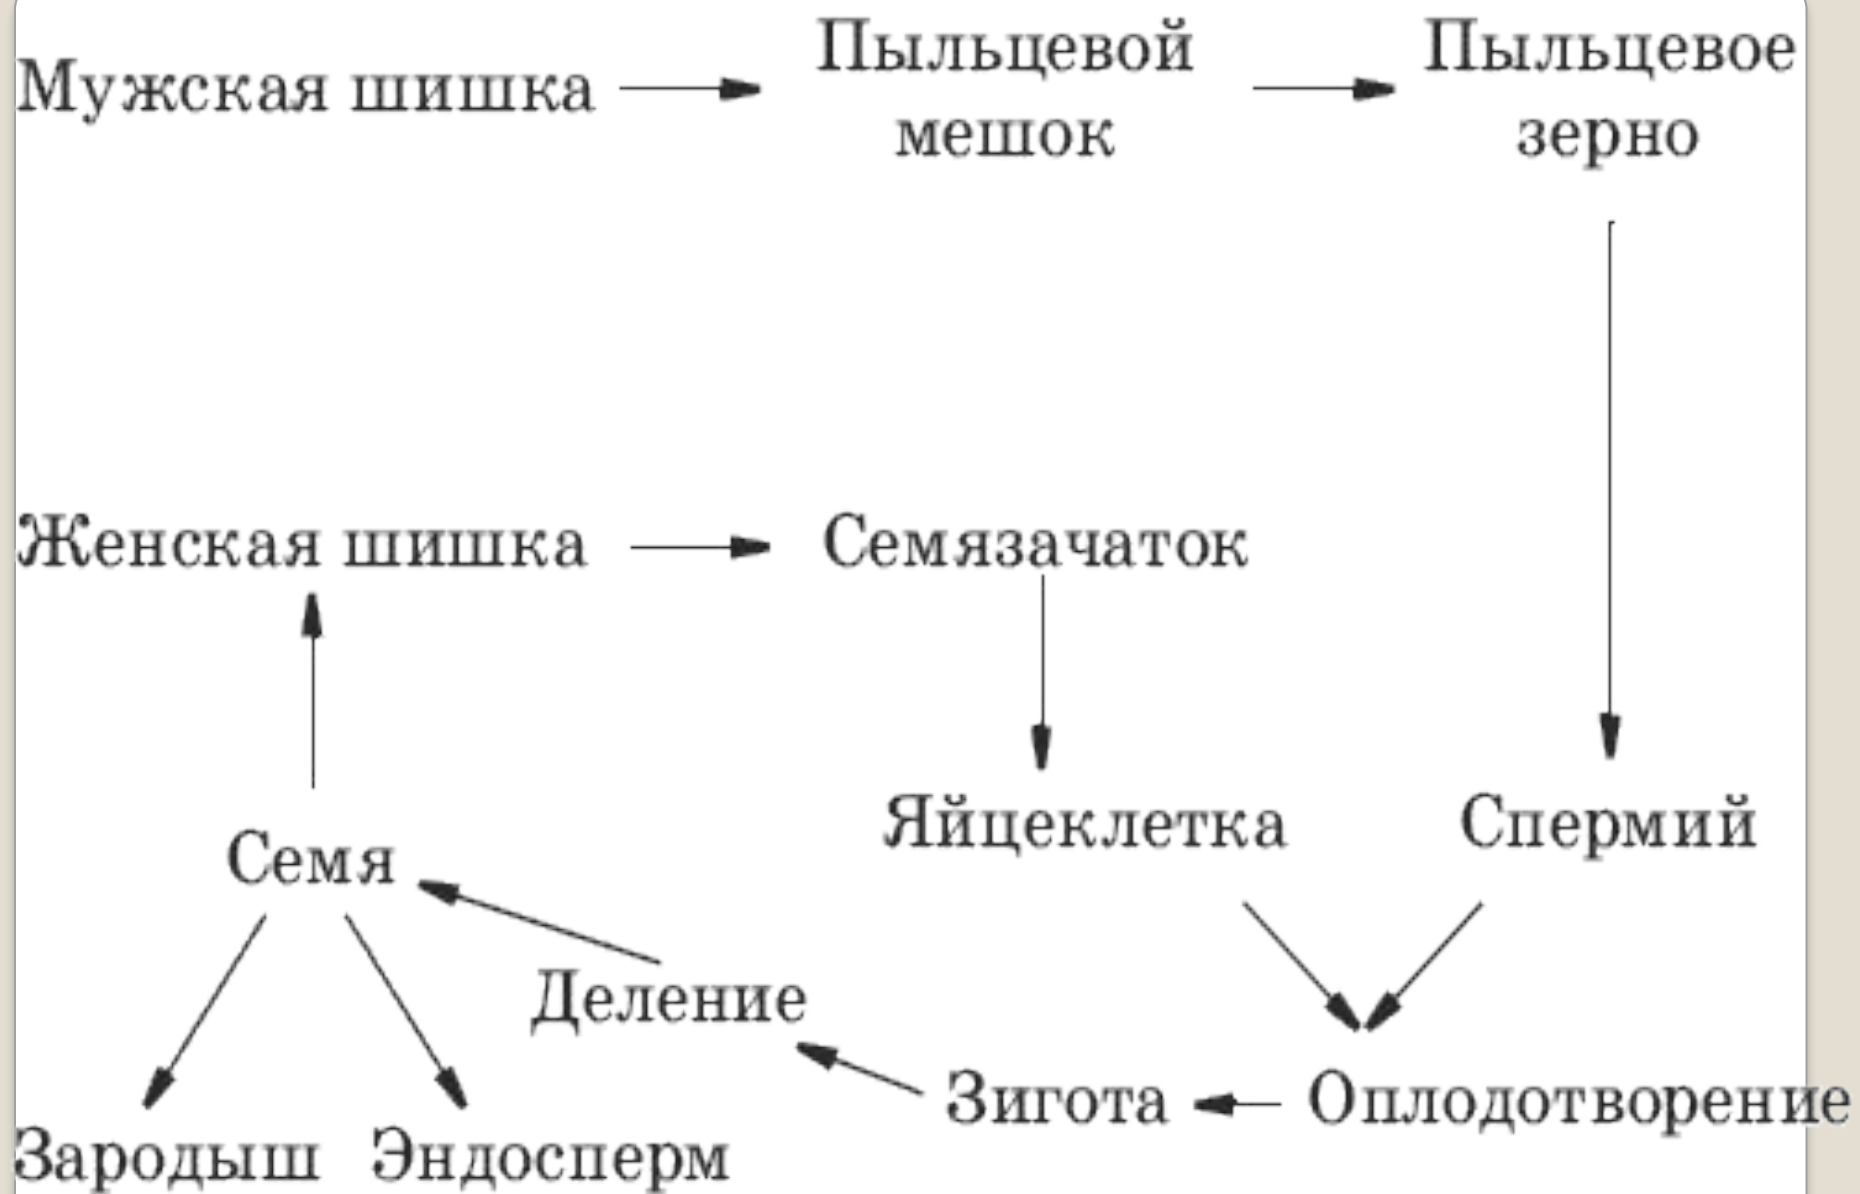 Мужская шишка
Пыльцевой
мешок
Пыльцевое
зерно
Женская шишка
Семязачаток
Яйцеклетка
Спермий
Семя
Деление
Зигота
Оплодотворение
Зародыш
Эндосперм